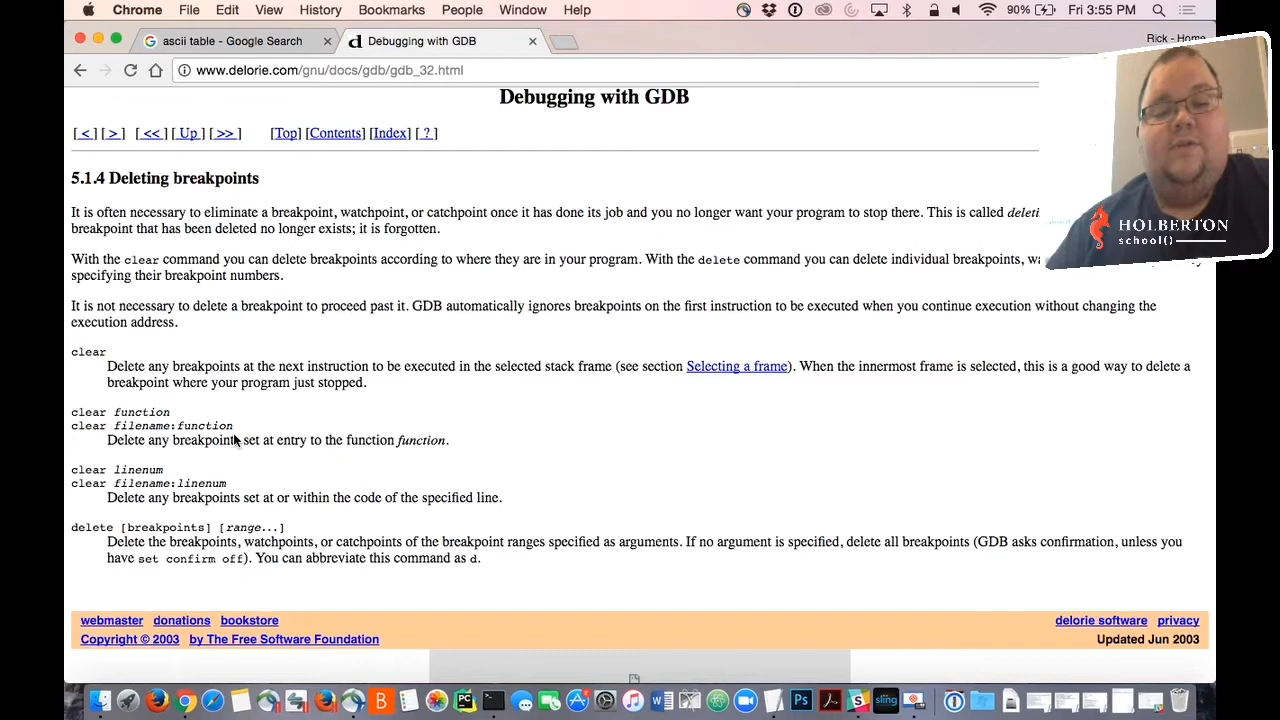 Chrome File Edit View History Bookmarks People Window Help 90% Fri 3:55 PM
ascii table - Google Search Debugging with GDB Rick - Home
www.delorie.com/gnu/docs/gdb/gdb_32.html
Debugging with GDB
[ < ] [ > ] [ << ] [ Up ] [ >> ] [Top] [Contents] [Index] [ ? ]
5.1.4 Deleting breakpoints
It is often necessary to eliminate a breakpoint, watchpoint, or catchpoint once it has done its job and you no longer want your program to stop there. This is called
breakpoint that has been deleted no longer exists; it is forgotten.
With the clear command you can delete breakpoints according to where they are in your program. With the delete command you can delete individual breakpoints,
specifying their breakpoint numbers.
It is not necessary to delete a breakpoint to proceed past it. GDB automatically ignores breakpoints on the first instruction to be executed when you continue execution without changing the
execution address.
clear
Delete any breakpoints at the next instruction to be executed in the selected stack frame (see section Selecting a frame). When the innermost frame is selected, this is a good way to delete a
breakpoint where your program just stopped.
clear function
clear filename:function
Delete any breakpoints set at entry to the function function.
clear linenum
clear filename:linenum
Delete any breakpoints set at or within the code of the specified line.
delete [breakpoints] [range...]
Delete the breakpoints, watchpoints, or catchpoints of the breakpoint ranges specified as arguments. If no argument is specified, delete all breakpoints (GDB asks confirmation, unless you
have set confirm off). You can abbreviate this command as d.
webmaster donations bookstore delorie software privacy
Copyright © 2003 by The Free Software Foundation Updated Jun 2003
HOLBERTON
school()
PC
B
W
Ps
sling